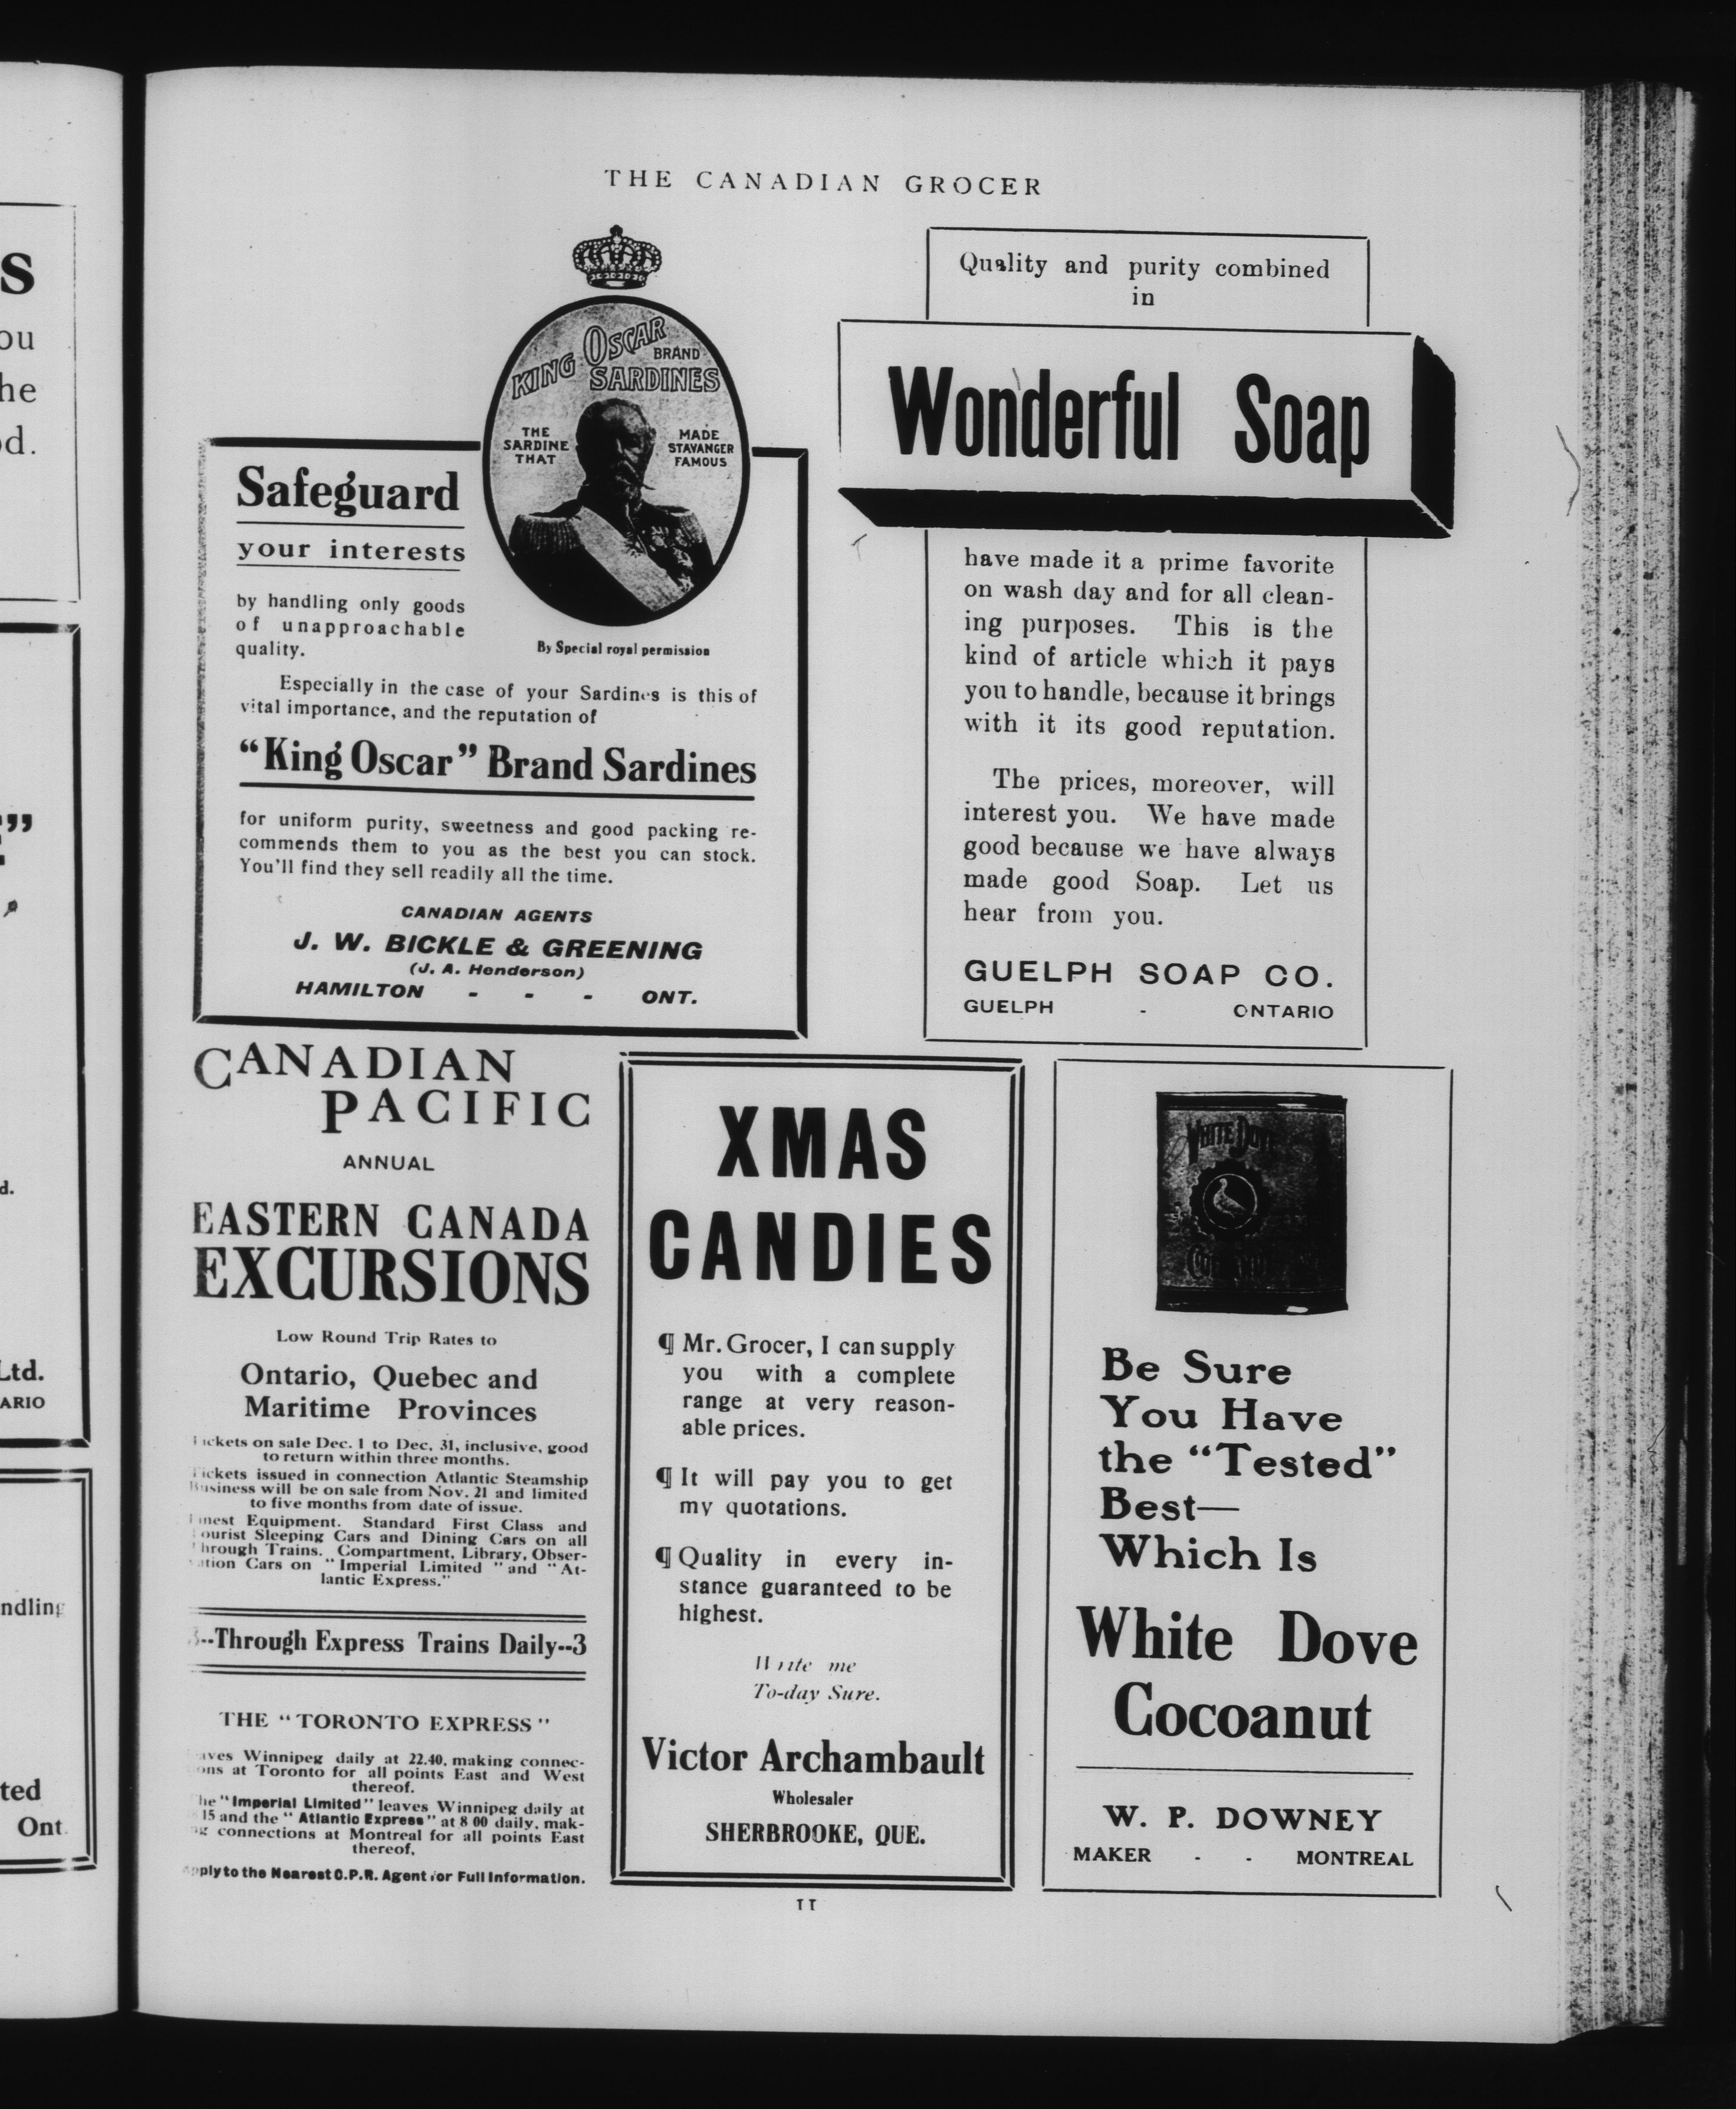 THE CANADIAN GROCER
KING OSCAR
BRAND
SARDINES
THE
SARDINE
THAT
MADE
STAVANGER
FAMOUS
By Special royal permission
Safeguard
your interests
by handling only goods
of unapproachable
quality.
Especially in the case of your Sardines is this of
vital importance, and the reputation of
"King Oscar" Brand Sardines
for uniform purity, sweetness and good packing re-
commends them to you as the best you can stock.
You'll find they sell readily all the time.
CANADIAN AGENTS
J. W. BICKLE & GREENING
(J. A. Henderson)
HAMILTON - - - ONT.
Quality and purity combined
in
Wonderful Soap
have made it a prime favorite
on wash day and for all clean-
ing purposes. This is the
kind of article which it pays
you to handle, because it brings
with it its good reputation.
The prices, moreover, will
interest you. We have made
good because we have always
made good Soap. Let us
hear from you.
GUELPH SOAP CO.
GUELPH - ONTARIO
CANADIAN
PACIFIC
ANNUAL
EASTERN CANADA
EXCURSIONS
Low Round Trip Rates to
Ontario, Quebec and
Maritime Provinces
Tickets on sale Dec. 1 to Dec. 31, inclusive, good
to return within three months.
Tickets issued in connection Atlantic Steamship
Business will be on sale from Nov. 21 and limited
to five months from date of issue.
Finest Equipment. Standard First Class and
Tourist Sleeping Cars and Dining Cars on all
Through Trains. Compartment, Library, Obser-
vation Cars on "Imperial Limited" and "At-
lantic Express."
3--Through Express Trains Daily--3
THE "TORONTO EXPRESS"
aves Winnipeg daily at 22.40, making connec-
ons at Toronto for all points East and West
thereof.
he "Imperial Limited" leaves Winnipeg daily at
15 and the "Atlantic Express" at 8 00 daily, mak-
ng connections at Montreal for all points East
thereof.
pply to the Nearest C.P.R. Agent for Full Information.
XMAS
CANDIES
¶ Mr. Grocer, I can supply
you with a complete
range at very reason-
able prices.
¶ It will pay you to get
my quotations.
¶ Quality in every in-
stance guaranteed to be
highest.
Write me
To-day Sure.
Victor Archambault
Wholesaler
SHERBROOKE, QUE.
WHITE DOVE
Be Sure
You Have
the "Tested"
Best—
Which Is
White Dove
Cocoanut
W. P. DOWNEY
MAKER - - MONTREAL
11
s
ou
he
od.
"
d.
Ltd.
ARIO
ndling
ted
Ont.